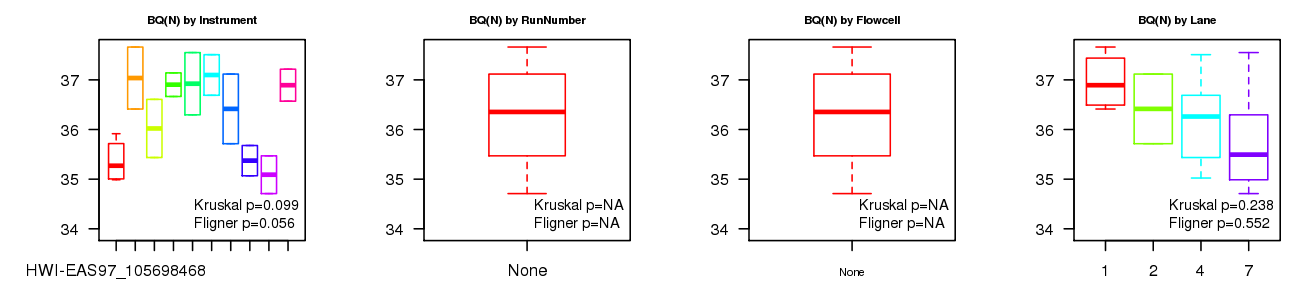 BQ(N) by Instrument
37
36
35
34
Kruskal p=0.099
Fligner p=0.056
HWI-EAS97_105698468
BQ(N) by RunNumber
37
36
35
34
Kruskal p=NA
Fligner p=NA
None
BQ(N) by Flowcell
37
36
35
34
Kruskal p=NA
Fligner p=NA
None
BQ(N) by Lane
37
36
35
34
Kruskal p=0.238
Fligner p=0.552
1 2 4 7